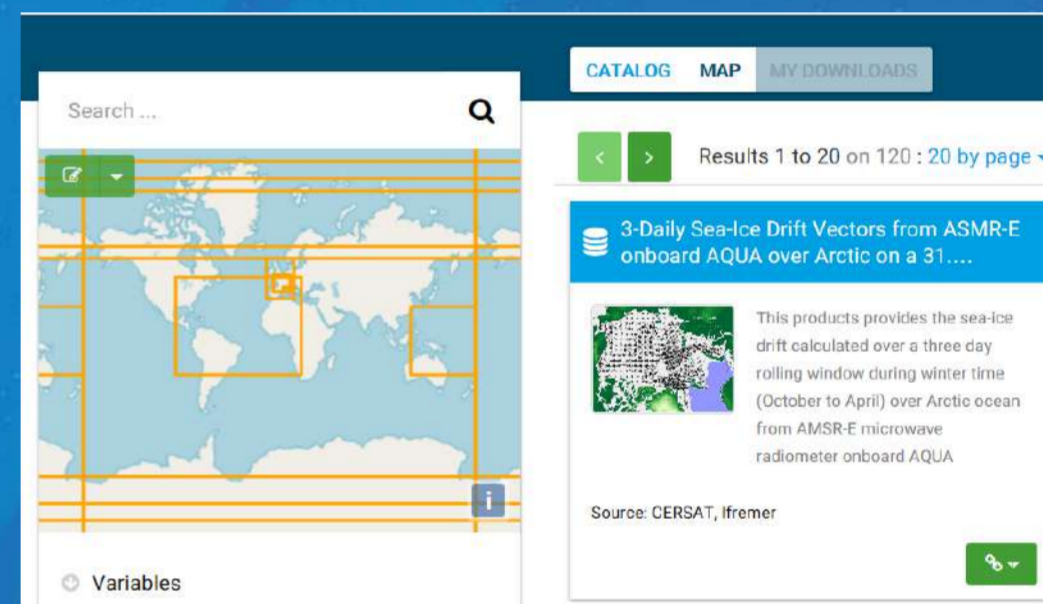 CATALOG MAP MY DOWNLOADS
Search ...
Results 1 to 20 on 120 : 20 by page
3-Daily Sea-Ice Drift Vectors from ASMR-E
onboard AQUA over Arctic on a 31....
This products provides the sea-ice
drift calculated over a three day
rolling window during winter time
(October to April) over Arctic ocean
from AMSR-E microwave
radiometer onboard AQUA
Source: CERSAT, Ifremer
i
Variables